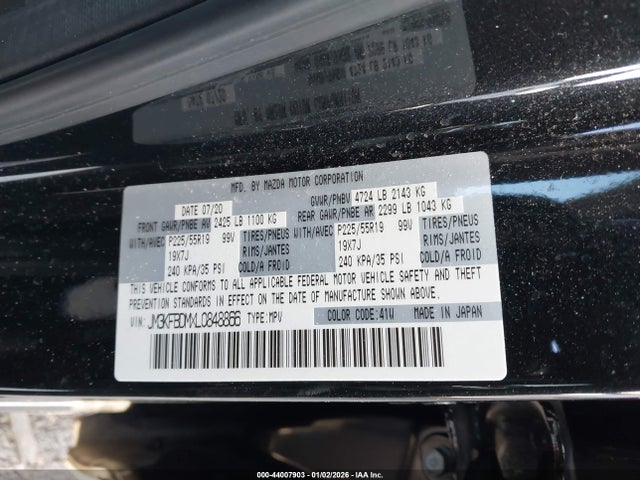 MFD. BY MAZDA MOTOR CORPORATION
DATE 07/20 GVWR/PNBV 4724 LB 2143 KG
FRONT GAWR/PNBE AV 2425 LB 1100 KG REAR GAWR/PNBE AR 2299 LB 1043 KG
WITH/AVEC P225/55R19 99V TIRES/PNEUS WITH/AVEC P225/55R19 99V TIRES/PNEUS
19X7J RIMS/JANTES 19X7J RIMS/JANTES
240 KPA/35 PSI COLD/A FROID 240 KPA/35 PSI COLD/A FROID
THIS VEHICLE CONFORMS TO ALL APPLICABLE FEDERAL MOTOR VEHICLE SAFETY AND THEFT
PREVENTION STANDARDS IN EFFECT ON THE DATE OF MANUFACTURE SHOWN ABOVE.
VIN: JM3KFBDMXL0848866 TYPE:MPV COLOR CODE:41W MADE IN JAPAN
000-44007903 - 01/02/2026 - IAAI Inc.